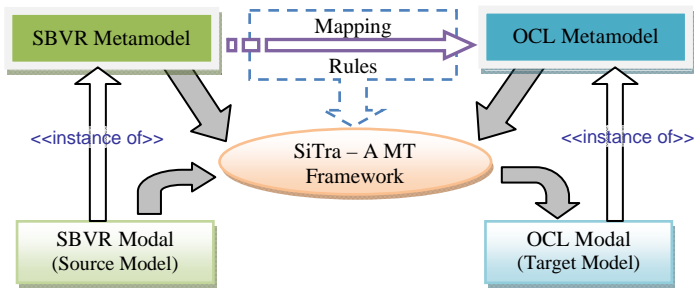 SBVR Metamodel
Mapping
Rules
OCL Metamodel
<<instance of>>
<<instance of>>
SiTra – A MT
Framework
SBVR Modal
(Source Model)
OCL Modal
(Target Model)